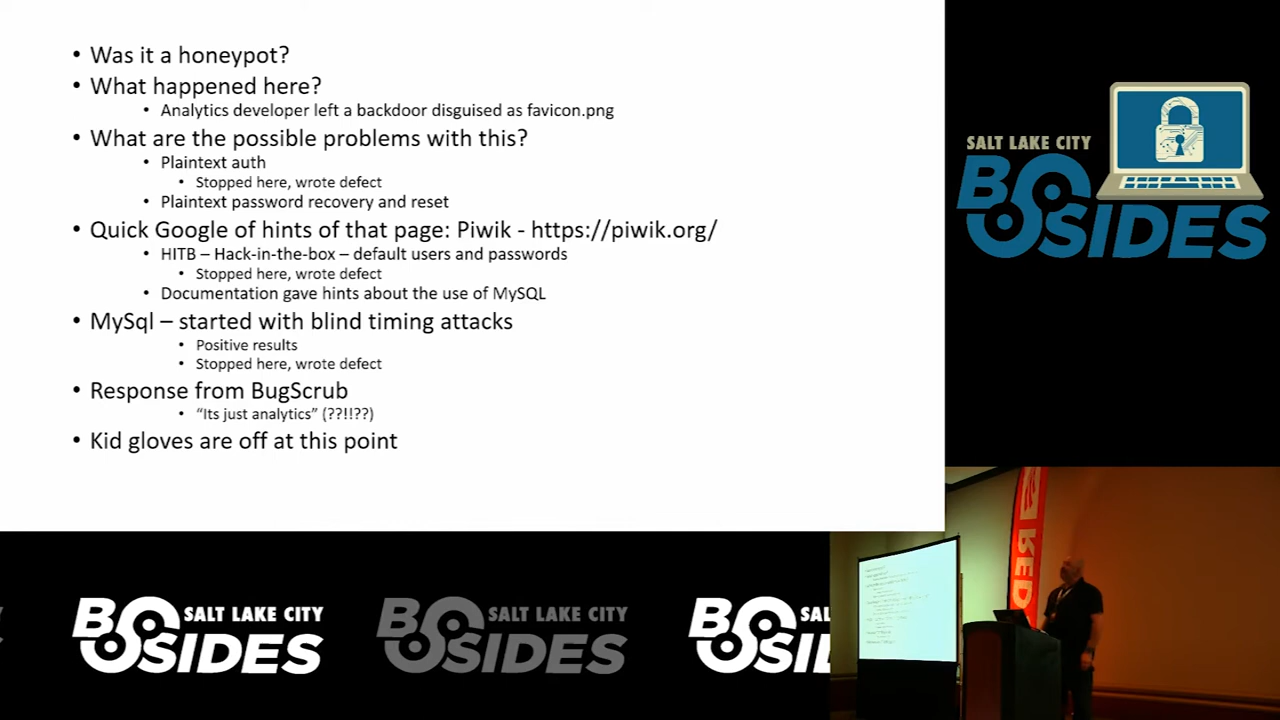 • Was it a honeypot?
• What happened here?
• Analytics developer left a backdoor disguised as favicon.png
• What are the possible problems with this?
• Plaintext auth
• Stopped here, wrote defect
• Plaintext password recovery and reset
• Quick Google of hints of that page: Piwik - https://piwik.org/
• HITB – Hack-in-the-box – default users and passwords
• Stopped here, wrote defect
• Documentation gave hints about the use of MySQL
• MySql – started with blind timing attacks
• Positive results
• Stopped here, wrote defect
• Response from BugScrub
• “Its just analytics” (??!!??)
• Kid gloves are off at this point
SALT LAKE CITY
BSIDES
RED
SALT LAKE CITY
BSIDES
SALT LAKE CITY
BSIDES
SAL
BSIL